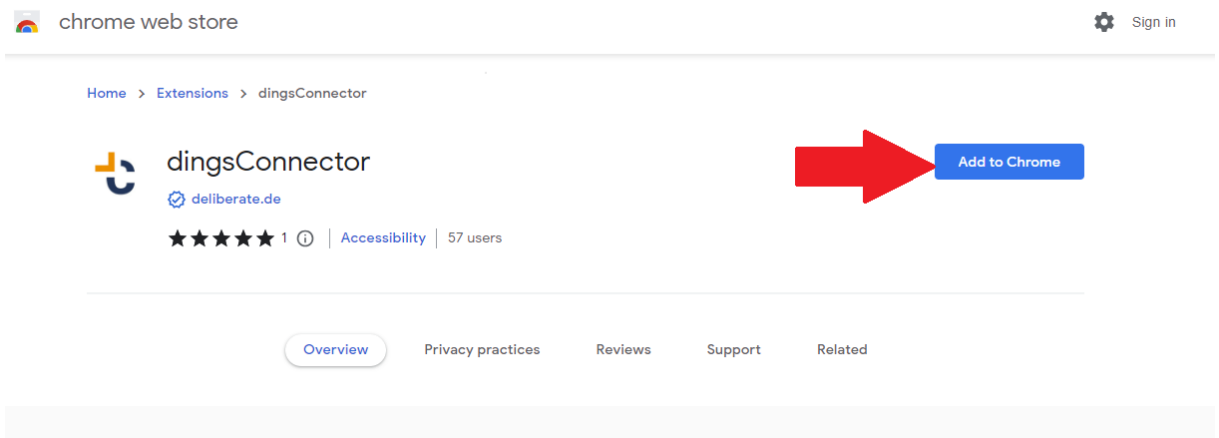 chrome web store
Sign in
Home > Extensions > dingsConnector
dingsConnector
Add to Chrome
deliberate.de
1 | Accessibility | 57 users
Overview
Privacy practices
Reviews
Support
Related